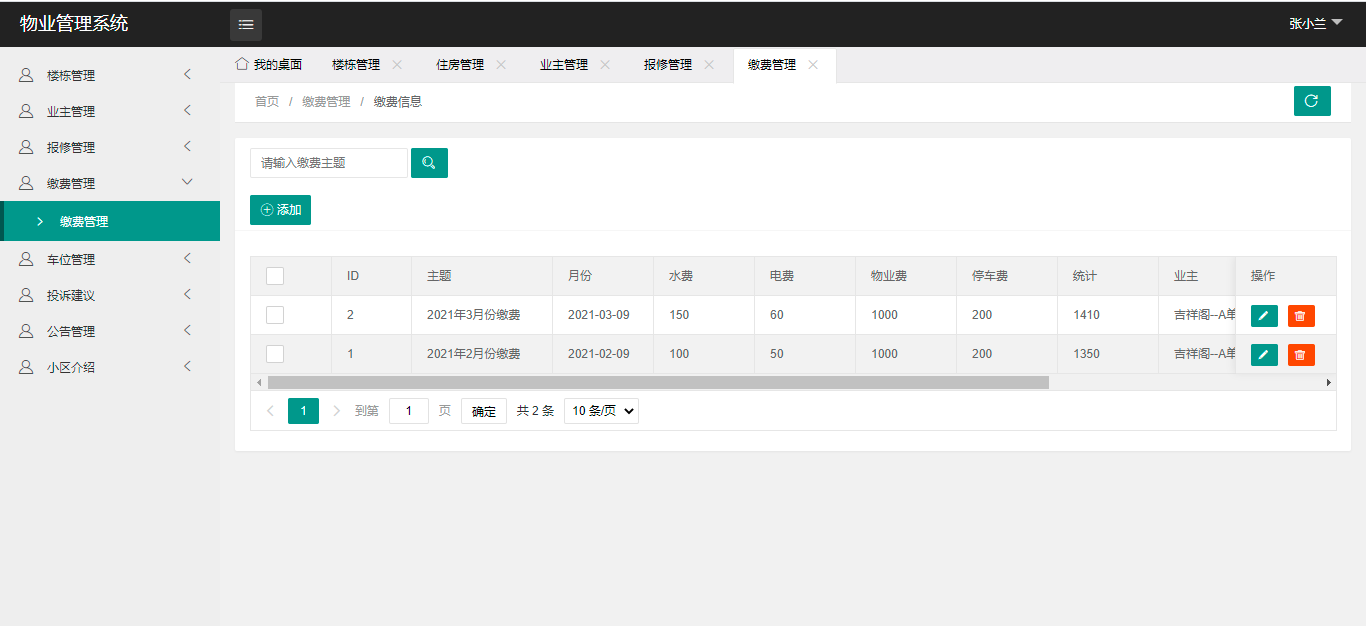 物业管理系统
张小兰
楼栋管理
业主管理
报修管理
缴费管理
缴费管理
车位管理
投诉建议
公告管理
小区介绍
我的桌面 楼栋管理 住房管理 业主管理 报修管理 缴费管理
首页 / 缴费管理 / 缴费信息
请输入缴费主题
添加
ID 主题 月份 水费 电费 物业费 停车费 统计 业主 操作
2 2021年3月份缴费 2021-03-09 150 60 1000 200 1410 吉祥阁--A单
1 2021年2月份缴费 2021-02-09 100 50 1000 200 1350 吉祥阁--A单
1 到第 1 页 确定 共 2 条 10 条/页